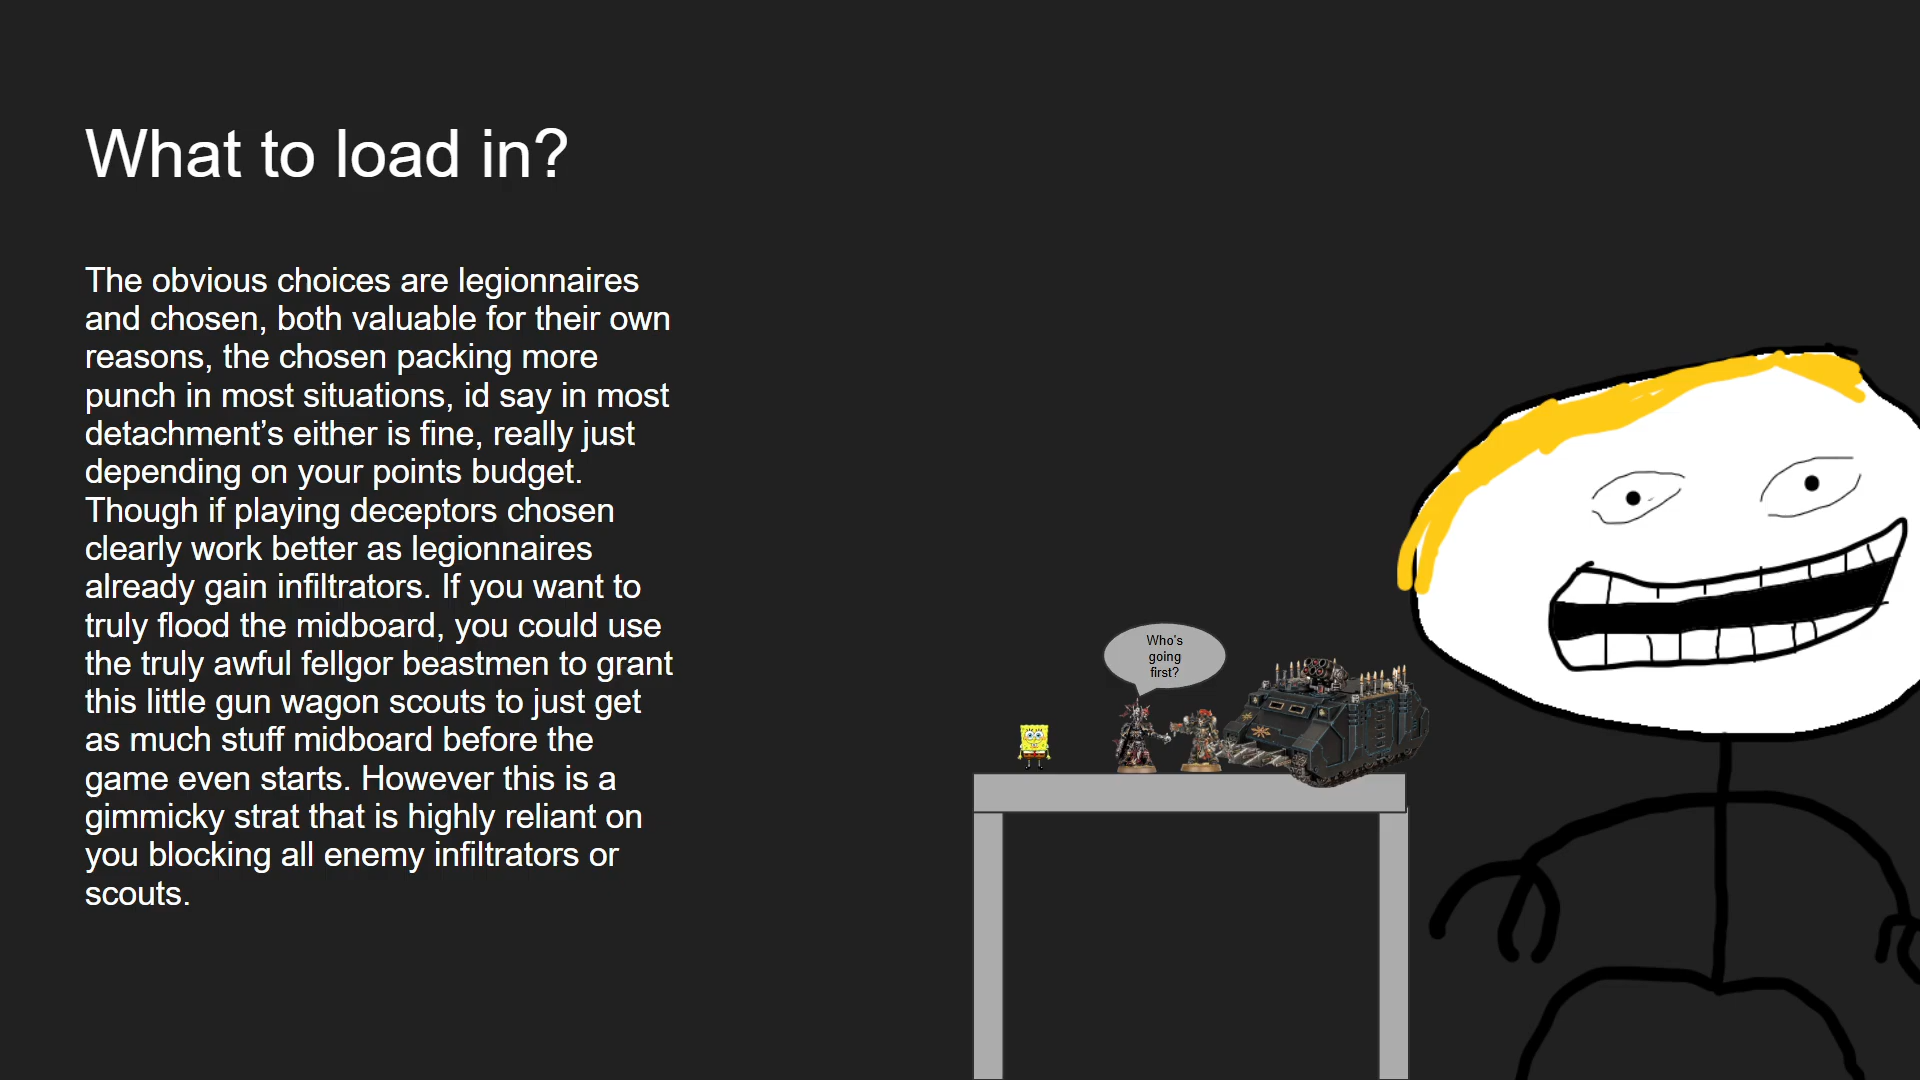 What to load in?
The obvious choices are legionnaires
and chosen, both valuable for their own
reasons, the chosen packing more
punch in most situations, id say in most
detachment’s either is fine, really just
depending on your points budget.
Though if playing deceptors chosen
clearly work better as legionnaires
already gain infiltrators. If you want to
truly flood the midboard, you could use
the truly awful fellgor beastmen to grant
this little gun wagon scouts to just get
as much stuff midboard before the
game even starts. However this is a
gimmicky strat that is highly reliant on
you blocking all enemy infiltrators or
scouts.
Who's
going
first?